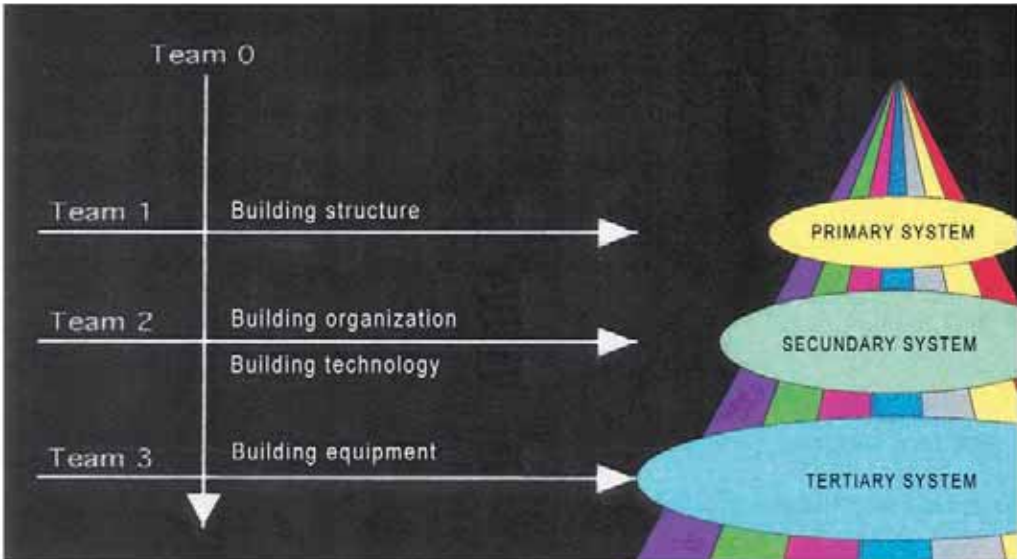 Team 0
Team 1
Building structure
PRIMARY SYSTEM
Team 2
Building organization
Building technology
SECUNDARY SYSTEM
Team 3
Building equipment
TERTIARY SYSTEM